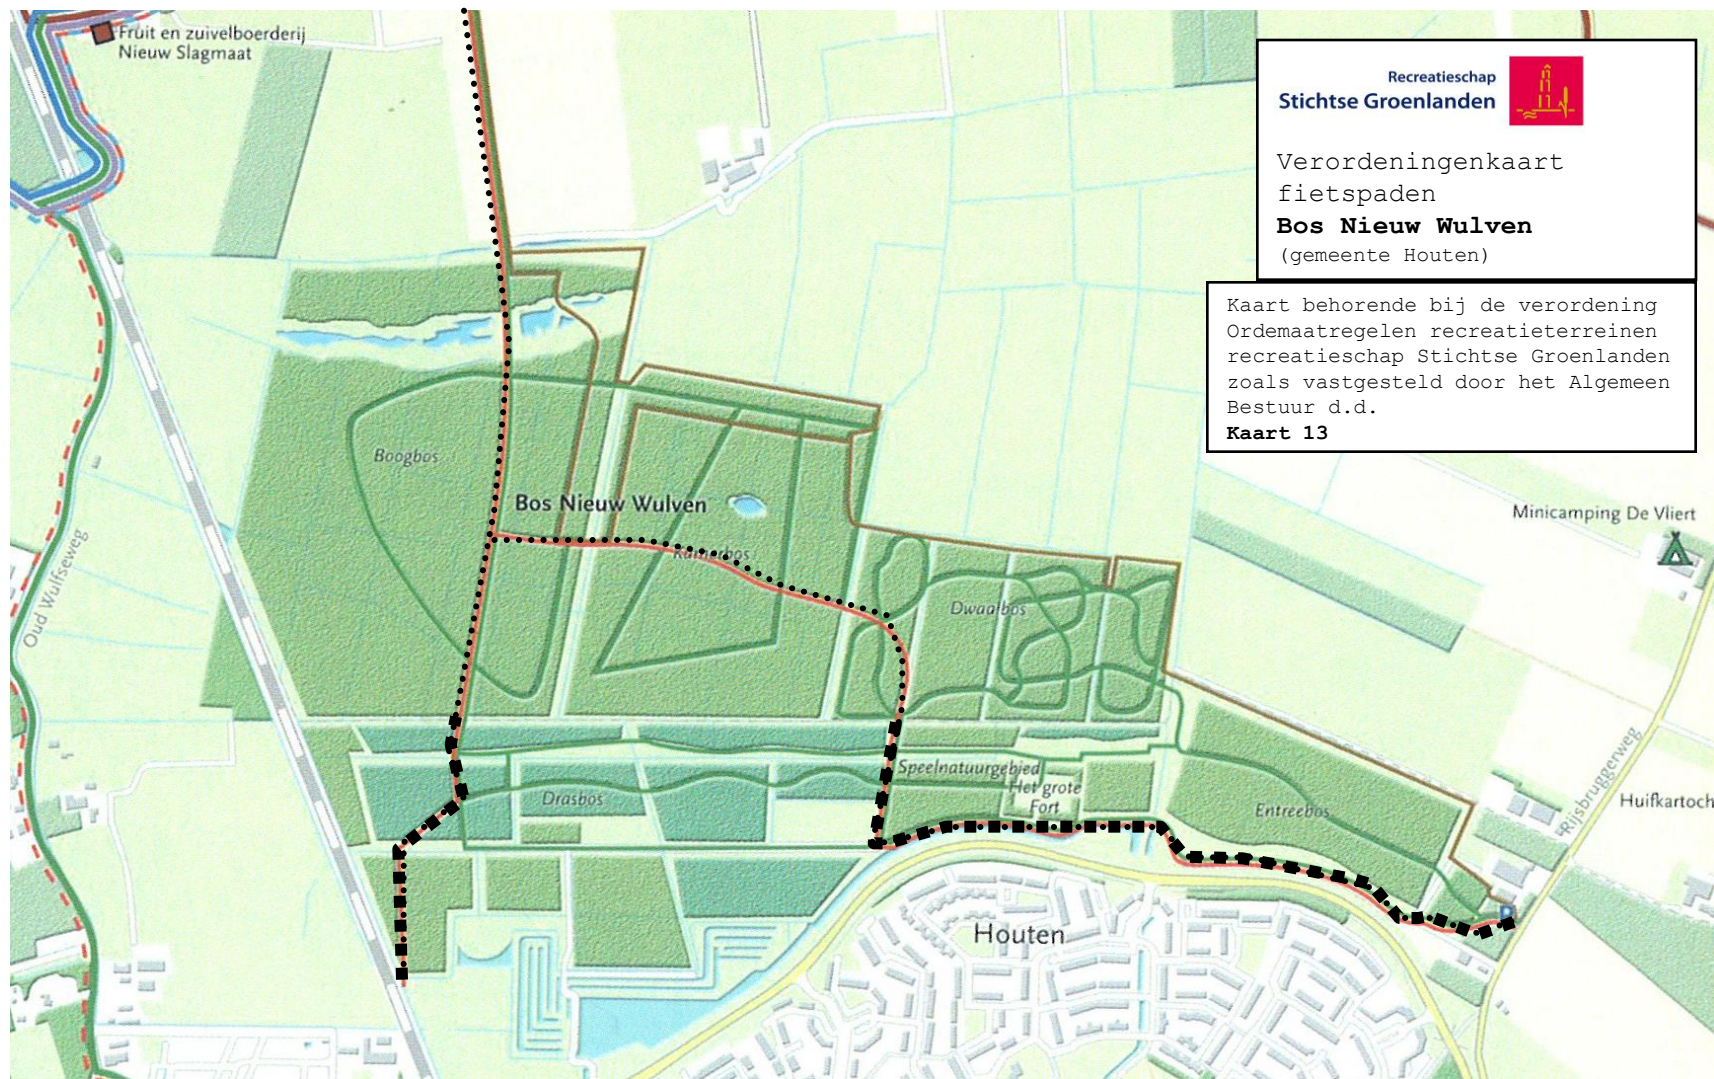 Fruit en zuivelboerderij
Nieuw Slagmaat
Recreatieschap
Stichtse Groenlanden
Verordeningenkaart
fietspaden
Bos Nieuw Wulven
(gemeente Houten)
Kaart behorende bij de verordening
Ordemaatregelen recreatieterreinen
recreatieschap Stichtse Groenlanden
zoals vastgesteld door het Algemeen
Bestuur d.d.
Kaart 13
Boogbos
Bos Nieuw Wulven
Minicamping De Vliert
Oud Wulfseweg
Dwaalbos
Speelnatuurgebied
Het grote
Fort
Drasbos
Entreebos
Rijsbruggerweg
Huifkartoch
P
Houten